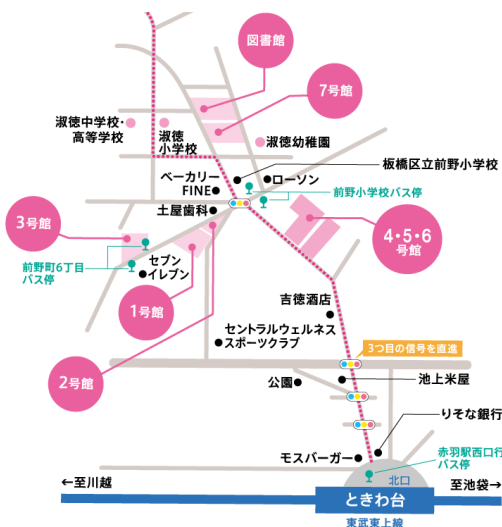 図書館
7号館
淑徳中学校・
高等学校
淑徳
小学校
淑徳幼稚園
板橋区立前野小学校
ベーカリー
FINE
ローソン
前野小学校バス停
土屋歯科
3号館
4・5・6
号館
前野町6丁目
バス停
セブン
イレブン
1号館
吉徳酒店
セントラルウェルネス
スポーツクラブ
3つ目の信号を直進
2号館
公園
池上米屋
りそな銀行
モスバーガー
赤羽駅西口行
バス停
北口
←至川越
至池袋→
ときわ台
東武東上線